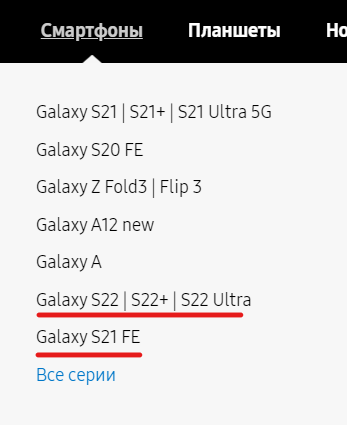 Смартфоны Планшеты Но
Galaxy S21 | S21+ | S21 Ultra 5G
Galaxy S20 FE
Galaxy Z Fold3 | Flip 3
Galaxy A12 new
Galaxy A
Galaxy S22 | S22+ | S22 Ultra
Galaxy S21 FE
Все серии